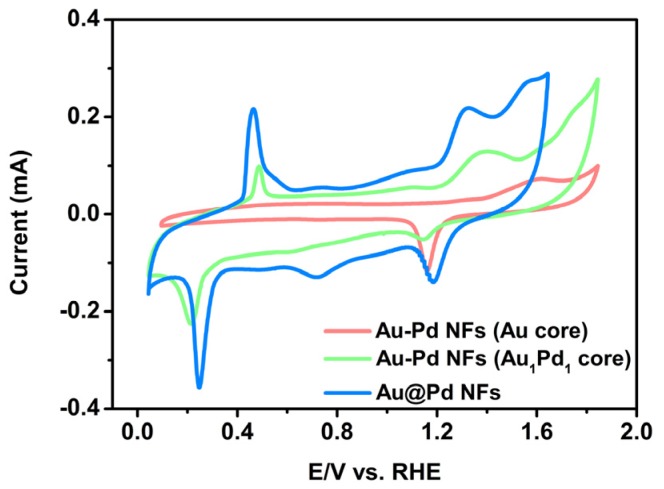 0.4
0.2
0.0
-0.2
-0.4
Current (mA)
Au-Pd NFs (Au core)
Au-Pd NFs (Au₁Pd₁ core)
Au@Pd NFs
0.0 0.4 0.8 1.2 1.6 2.0
E/V vs. RHE